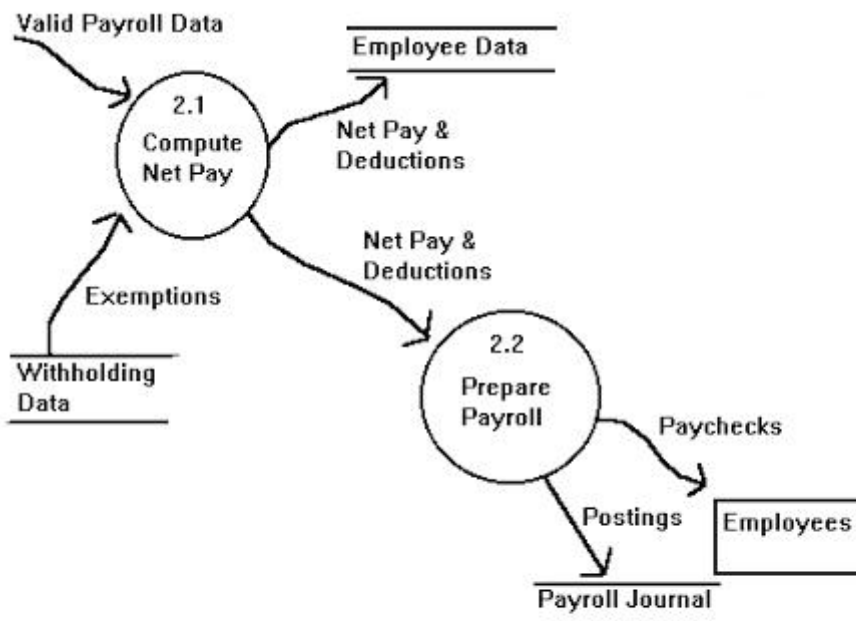 Valid Payroll Data
Employee Data
2.1
Compute
Net Pay
Net Pay &
Deductions
Net Pay &
Deductions
Exemptions
Withholding
Data
2.2
Prepare
Payroll
Paychecks
Postings
Employees
Payroll Journal